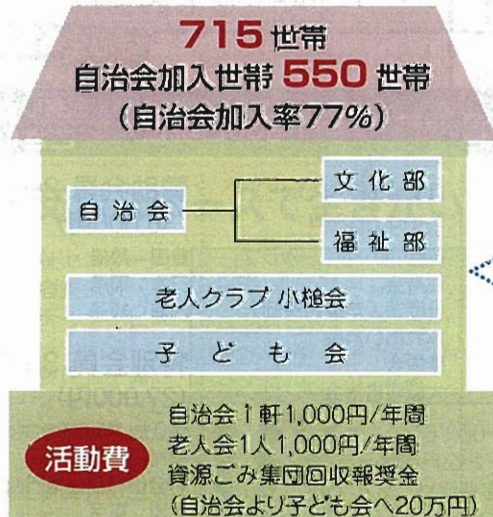 715世帯
自治会加入世帯 550 世帯
(自治会加入率77%)
文化部
自治会
福祉部
老人クラブ 小槌会
子ども会
活動費
自治会1軒1,000円/年間
老人会1人1,000円/年間
資源ごみ集団回収報奨金
(自治会より子ども会へ20万円)